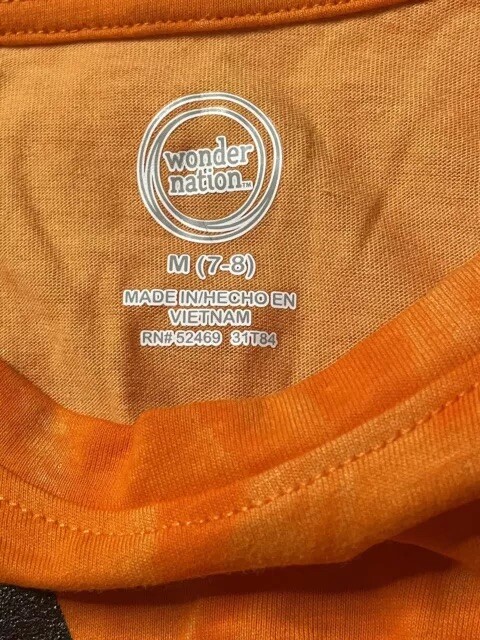 wonder
nation™
M (7-8)
MADE IN/HECHO EN
VIETNAM
RN# 52469 31T84